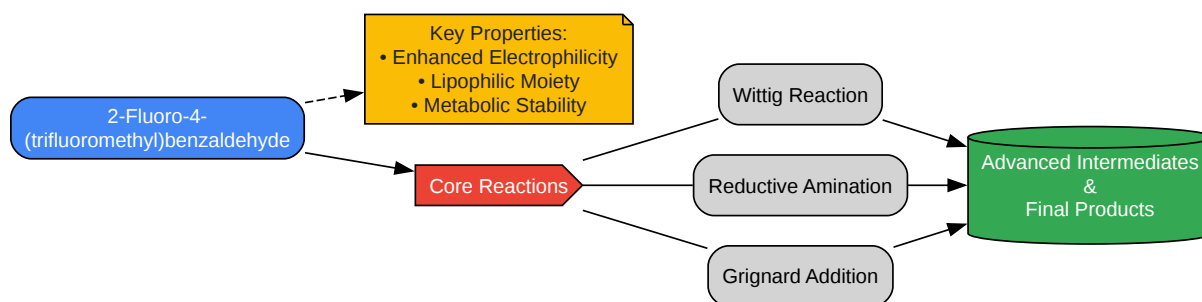 2-Fluoro-4-
(trifluoromethyl)benzaldehyde
Key Properties:
• Enhanced Electrophilicity
• Lipophilic Moiety
• Metabolic Stability
Core Reactions
Wittig Reaction
Reductive Amination
Grignard Addition
Advanced Intermediates
&
Final Products